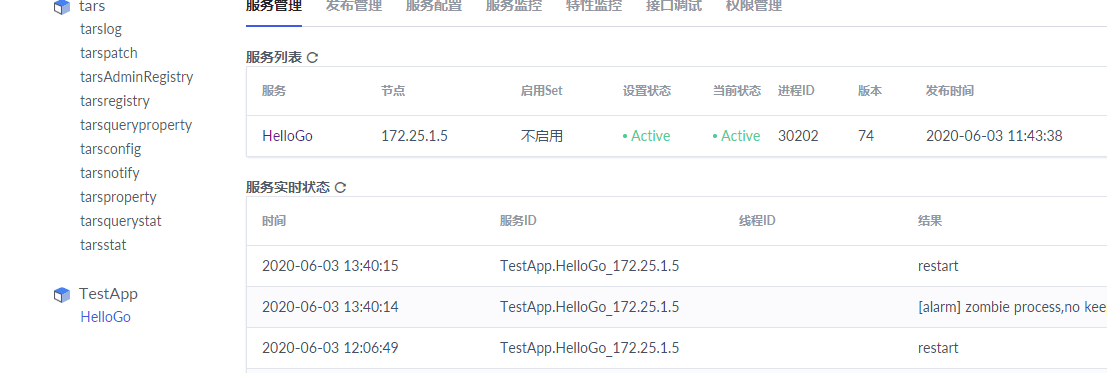 tars
tarslog
tarspatch
tarsAdminRegistry
tarsregistry
tarsqueryproperty
tarsconfig
tarsnotify
tarsproperty
tarsquerystat
tarsstat
TestApp
HelloGo
服务管理 发布管理 服务配置 服务监控 特性监控 接口调试 权限管理
服务列表
服务 节点 启用Set 设置状态 当前状态 进程ID 版本 发布时间
HelloGo 172.25.1.5 不启用 • Active • Active 30202 74 2020-06-03 11:43:38
服务实时状态
时间 服务ID 线程ID 结果
2020-06-03 13:40:15 TestApp.HelloGo_172.25.1.5 restart
2020-06-03 13:40:14 TestApp.HelloGo_172.25.1.5 [alarm] zombie process,no kee
2020-06-03 12:06:49 TestApp.HelloGo_172.25.1.5 restart